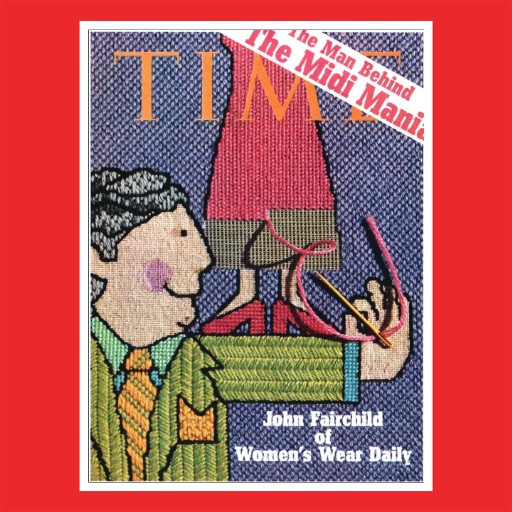 TIME
The Man Behind
The Midi Mania
John Fairchild
of
Women's Wear Daily